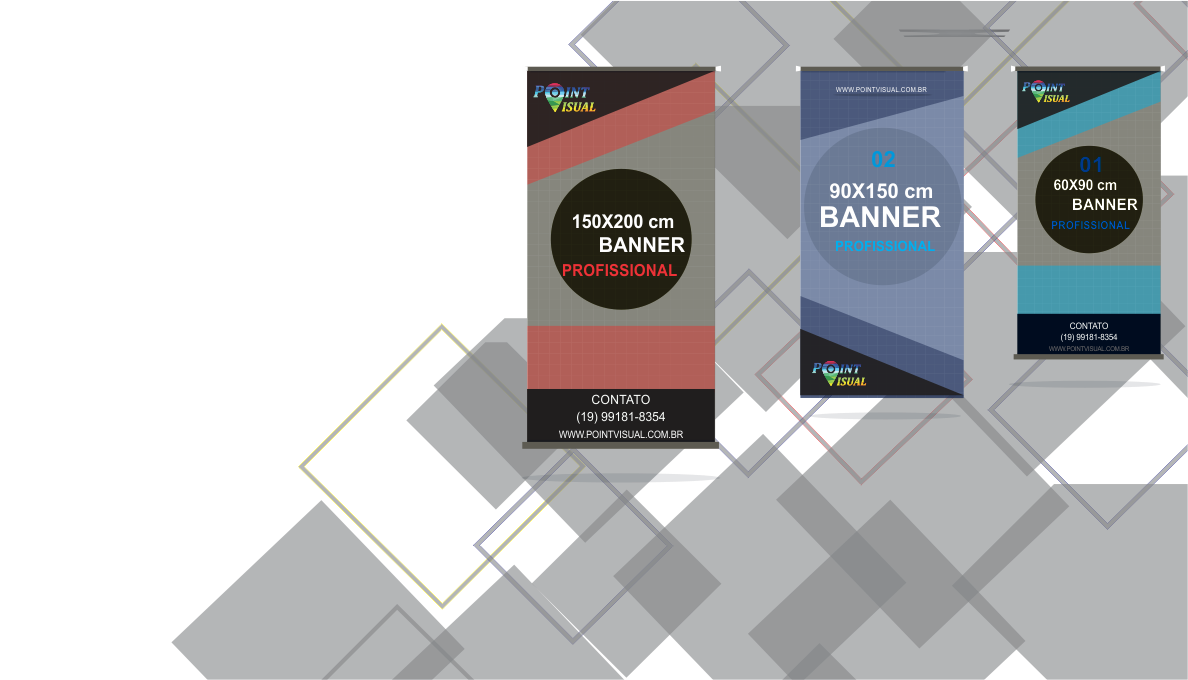 POINT
VISUAL
150X200 cm
BANNER
PROFISSIONAL
CONTATO
(19) 99181-8354
WWW.POINTVISUAL.COM.BR
WWW.POINTVISUAL.COM.BR
02
90X150 cm
BANNER
PROFISSIONAL
POINT
VISUAL
POINT
VISUAL
01
60X90 cm
BANNER
PROFISSIONAL
CONTATO
(19) 99181-8354
WWW.POINTVISUAL.COM.BR